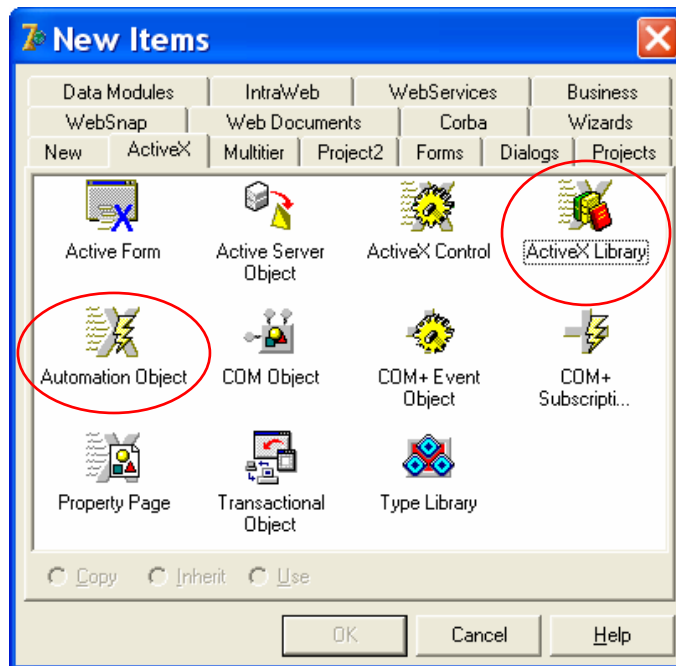 New Items
Data Modules IntraWeb WebServices Business
WebSnap Web Documents Corba Wizards
New ActiveX Multitier Project2 Forms Dialogs Projects
Active Form Active Server Object ActiveX Control ActiveX Library
Automation Object COM Object COM+ Event Object COM+ Subscripti...
Property Page Transactional Object Type Library
Copy Inherit Use
OK Cancel Help